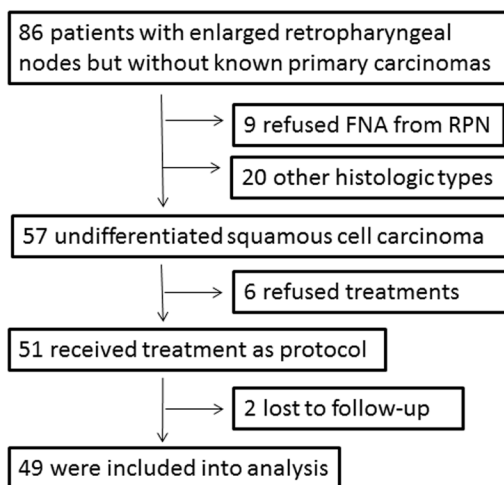 86 patients with enlarged retropharyngeal
nodes but without known primary carcinomas
9 refused FNA from RPN
20 other histologic types
57 undifferentiated squamous cell carcinoma
6 refused treatments
51 received treatment as protocol
2 lost to follow-up
49 were included into analysis